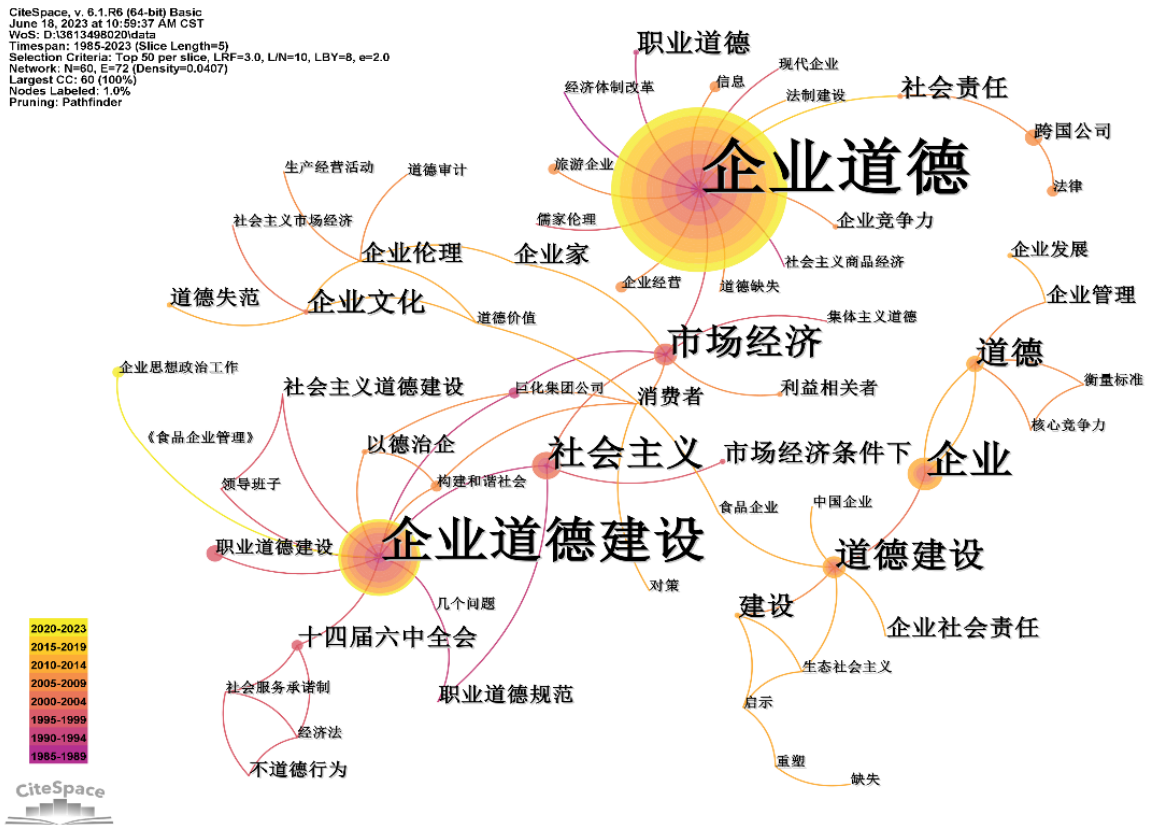 CiteSpace, v. 6.1.R6 (64-bit) Basic
June 18, 2023 at 10:59:37 AM CST
WoS: D:\3613498020\data
Timespan: 1985-2023 (Slice Length=5)
Selection Criteria: Top 50 per slice, LRF=3.0, L/N=10, LBY=8, e=2.0
Network: N=60, E=72 (Density=0.0407)
Largest CC: 60 (100%)
Nodes Labeled: 1.0%
Pruning: Pathfinder
职业道德
现代企业
信息
经济体制改革
法制建设
社会责任
跨国公司
企业道德
法律
旅游企业
儒家伦理
企业竞争力
社会主义商品经济
企业经营
道德缺失
生产经营活动
道德审计
社会主义市场经济
企业伦理
企业家
道德失范
企业文化
道德价值
集体主义道德
市场经济
企业发展
企业管理
道德
衡量标准
核心竞争力
企业思想政治工作
社会主义道德建设
巨化集团公司
消费者
利益相关者
《食品企业管理》
以德治企
社会主义
市场经济条件下
企业
领导班子
构建和谐社会
食品企业
中国企业
职业道德建设
企业道德建设
道德建设
对策
几个问题
建设
企业社会责任
十四届六中全会
生态社会主义
社会服务承诺制
职业道德规范
启示
经济法
不道德行为
重塑
缺失
2020-2023
2015-2019
2010-2014
2005-2009
2000-2004
1995-1999
1990-1994
1985-1989
CiteSpace